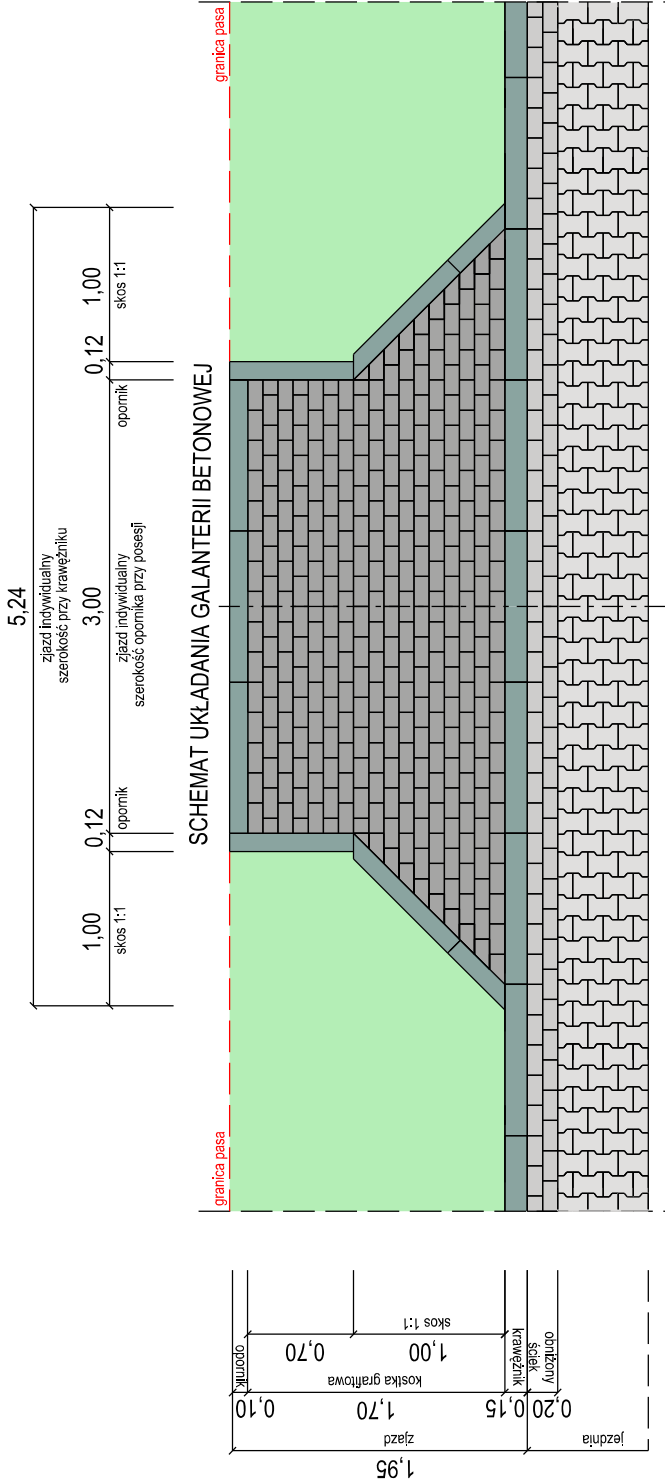 5,24
zjazd indywidualny
szerokość przy krawężniku
1,00
skos 1:1
0,12
opornik
3,00
zjazd indywidualny
szerokość opornika przy posesji
0,12
opornik
1,00
skos 1:1
SCHEMAT UKŁADANIA GALANTERII BETONOWEJ
granica pasa
granica pasa
opornik
0,10
0,70
kostka grafitowa
1,70
1,00
skos 1:1
krawężnik
0,15
obniżony
ściek
0,20
zjazd
1,95
jezdnia